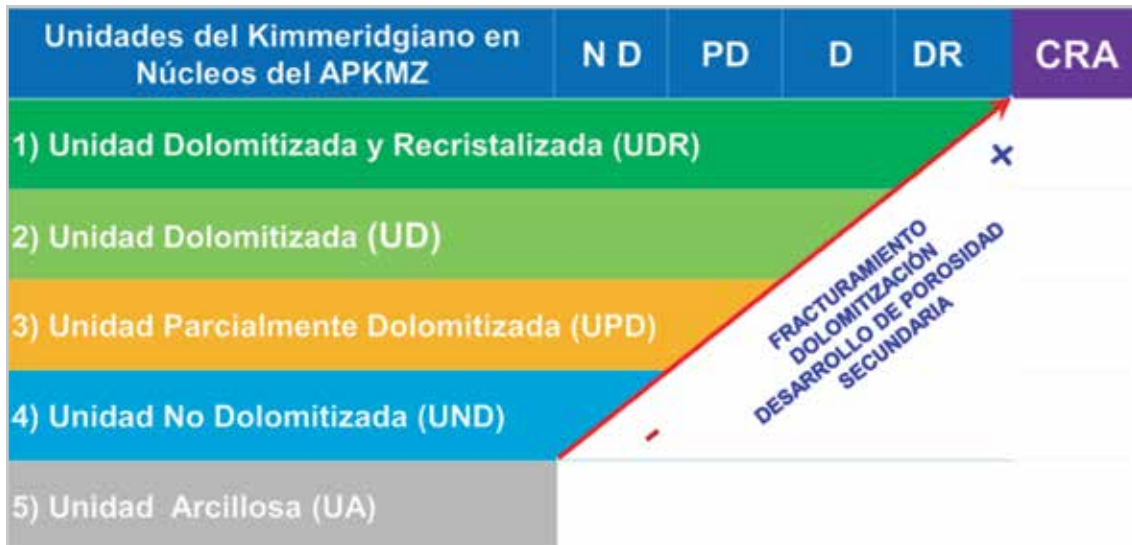 Unidades del Kimmeridgiano en
Núcleos del APKMZ
N D
PD
D
DR
CRA
1) Unidad Dolomitizada y Recristalizada (UDR)
+
2) Unidad Dolomitizada (UD)
FRACTURAMIENTO
DOLOMITIZACIÓN
DESARROLLO DE POROSIDAD
SECUNDARIA
3) Unidad Parcialmente Dolomitizada (UPD)
4) Unidad No Dolomitizada (UND)
-
5) Unidad Arcillosa (UA)